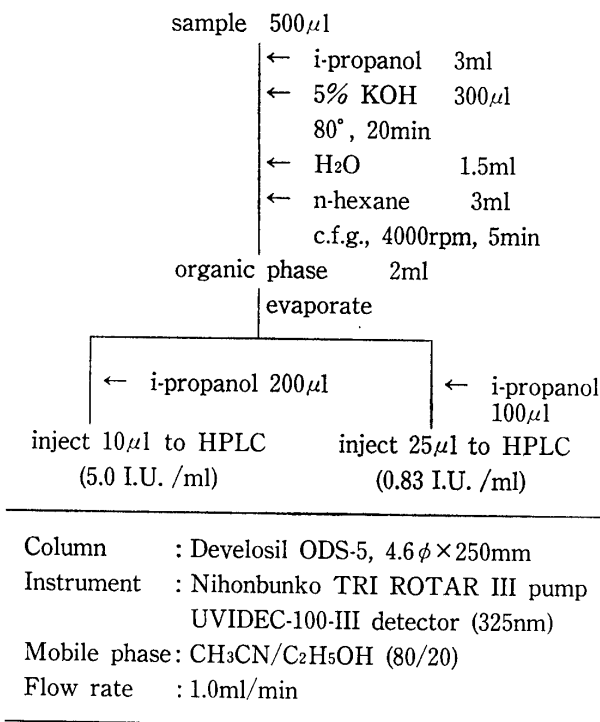 sample 500μl
← i-propanol 3ml
← 5% KOH 300μl
80°, 20min
← H₂O 1.5ml
← n-hexane 3ml
c.f.g., 4000rpm, 5min
organic phase 2ml
evaporate
← i-propanol 200μl
← i-propanol
100μl
inject 10μl to HPLC
(5.0 I.U. /ml)
inject 25μl to HPLC
(0.83 I.U. /ml)
Column : Develosil ODS-5, 4.6φ×250mm
Instrument : Nihonbunko TRI ROTAR III pump
UVIDEC-100-III detector (325nm)
Mobile phase: CH₃CN/C₂H₅OH (80/20)
Flow rate : 1.0ml/min